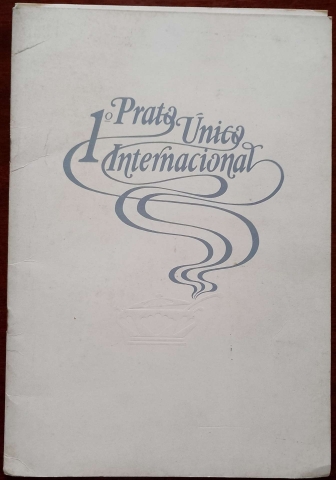 1º Prato
Único
Internacional